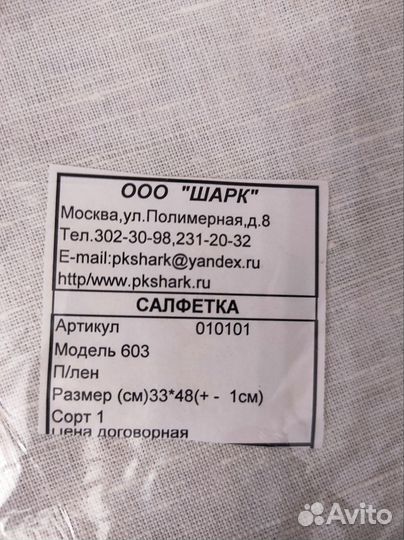 ООО "ШАРК"
Москва,ул.Полимерная,д.8
Тел.302-30-98,231-20-32
E-mail:pkshark@yandex.ru
http/www.pkshark.ru
САЛФЕТКА
Артикул 010101
Модель 603
П/лен
Размер (см)33*48(+ - 1см)
Сорт 1
Цена договорная
Avito